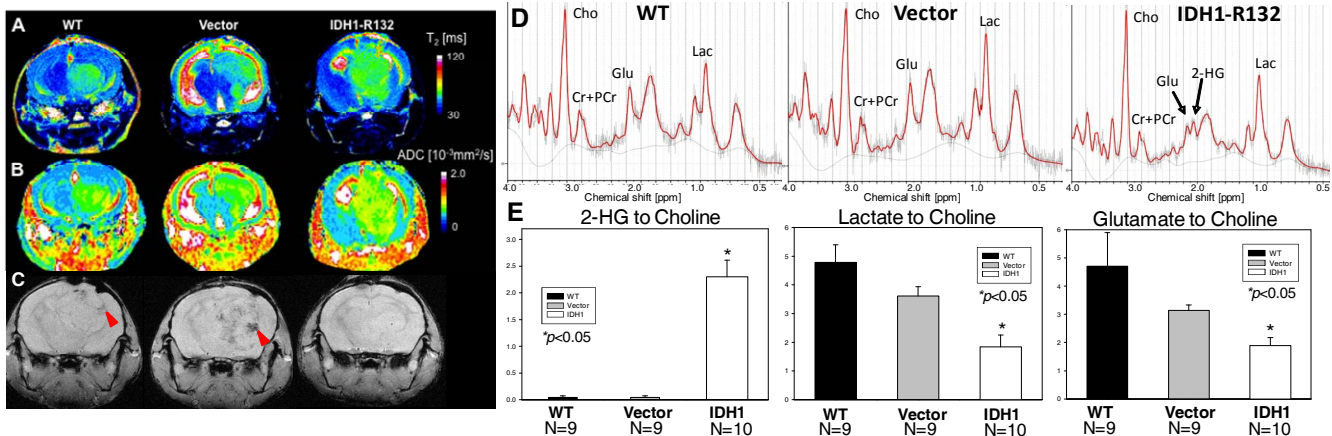 A
WT
Vector
IDH1-R132
T2 [ms]
120
30
B
ADC [10-3mm2/s]
2.0
0
C
D
WT
Cho
Cr+PCr
Glu
Lac
4.0 3.0 2.0 1.0 0.5
Chemical shift [ppm]
Vector
Cho
Cr+PCr
Glu
Lac
4.0 3.0 2.0 1.0 0.5
Chemical shift [ppm]
IDH1-R132
Cho
Cr+PCr
Glu
2-HG
Lac
4.0 3.0 2.0 1.0 0.5
Chemical shift [ppm]
E
2-HG to Choline
3.0
2.5
2.0
1.5
1.0
0.5
0.0
WT
Vector
IDH1
*p<0.05
*
WT Vector IDH1
N=9 N=9 N=10
Lactate to Choline
6
5
4
3
2
1
0
WT
Vector
IDH1
*p<0.05
*
WT Vector IDH1
N=9 N=9 N=10
Glutamate to Choline
6
5
4
3
2
1
0
WT
Vector
IDH1
*p<0.05
*
WT Vector IDH1
N=9 N=9 N=10